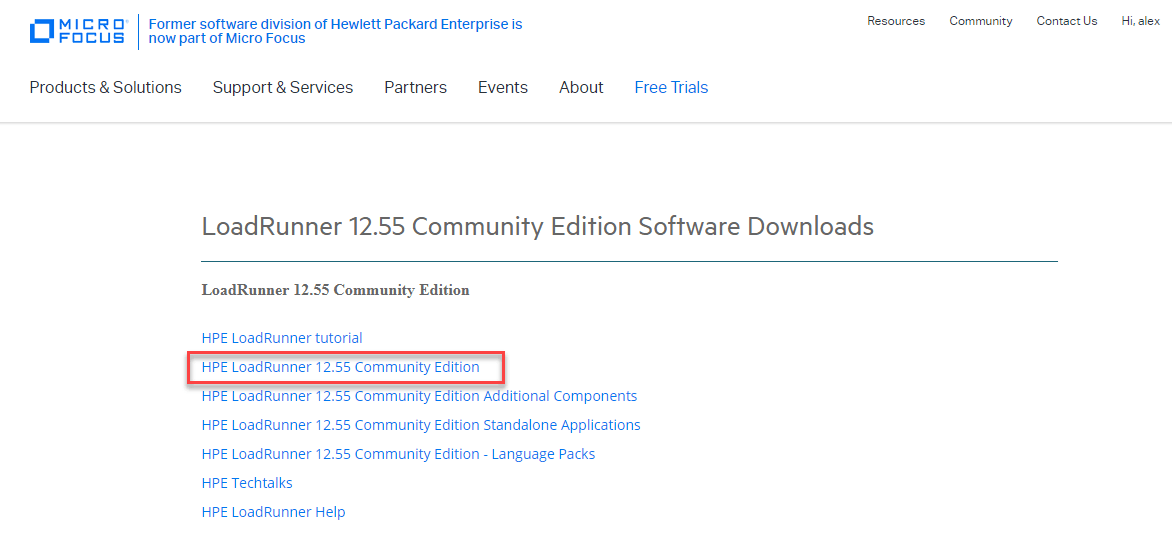 MICRO FOCUS
Former software division of Hewlett Packard Enterprise is
now part of Micro Focus
Resources Community Contact Us Hi, alex
Products & Solutions Support & Services Partners Events About Free Trials
LoadRunner 12.55 Community Edition Software Downloads
LoadRunner 12.55 Community Edition
HPE LoadRunner tutorial
HPE LoadRunner 12.55 Community Edition
HPE LoadRunner 12.55 Community Edition Additional Components
HPE LoadRunner 12.55 Community Edition Standalone Applications
HPE LoadRunner 12.55 Community Edition - Language Packs
HPE Techtalks
HPE LoadRunner Help